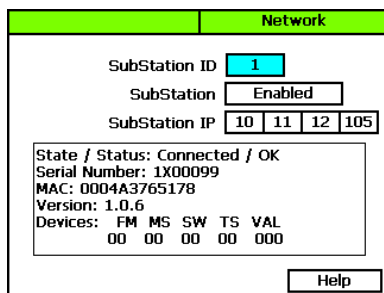 Network
SubStation ID 1
SubStation Enabled
SubStation IP 10 11 12 105
State / Status: Connected / OK
Serial Number: 1X00099
MAC: 0004A3765178
Version: 1.0.6
Devices: FM MS SW TS VAL
00 00 00 00 000
Help